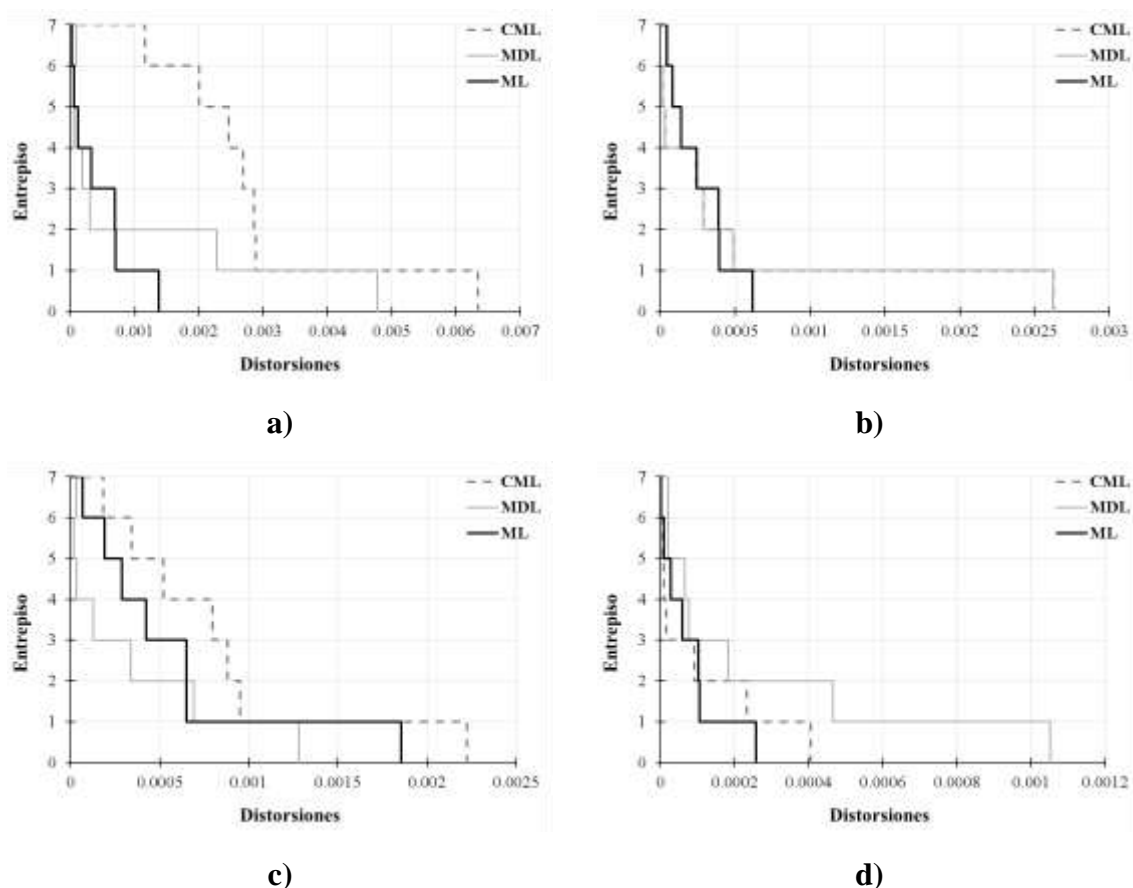 7
6
5
4
3
2
1
0
Entrepiso
CML
MDL
ML
0 0.001 0.002 0.003 0.004 0.005 0.006 0.007
Distorsiones
a)
7
6
5
4
3
2
1
0
Entrepiso
CML
MDL
ML
0 0.0005 0.001 0.0015 0.002 0.0025 0.003
Distorsiones
b)
7
6
5
4
3
2
1
0
Entrepiso
CML
MDL
ML
0 0.0005 0.001 0.0015 0.002 0.0025
Distorsiones
c)
7
6
5
4
3
2
1
0
Entrepiso
CML
MDL
ML
0 0.0002 0.0004 0.0006 0.0008 0.001 0.0012
Distorsiones
d)